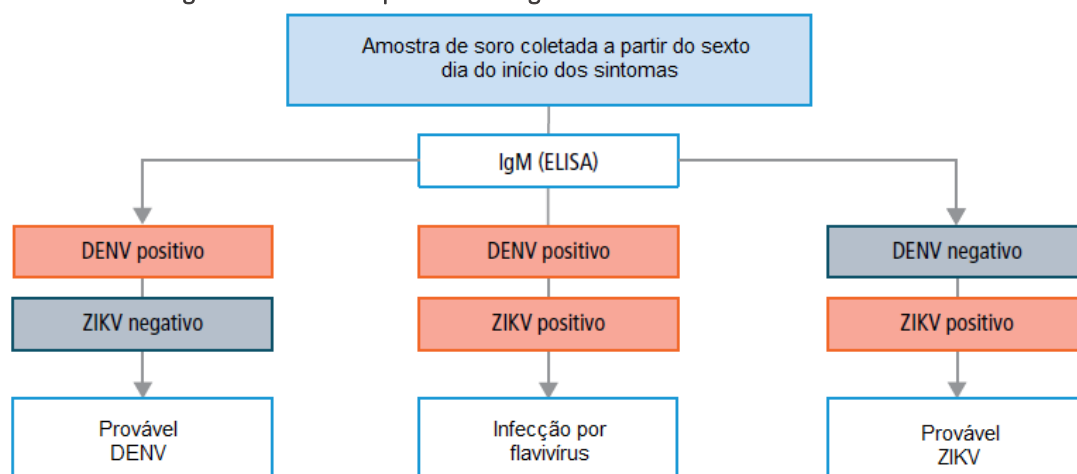 Amostra de soro coletada a partir do sexto
dia do início dos sintomas
IgM (ELISA)
DENV positivo
DENV positivo
DENV negativo
ZIKV negativo
ZIKV positivo
ZIKV positivo
Provável
DENV
Infecção por
flavivírus
Provável
ZIKV